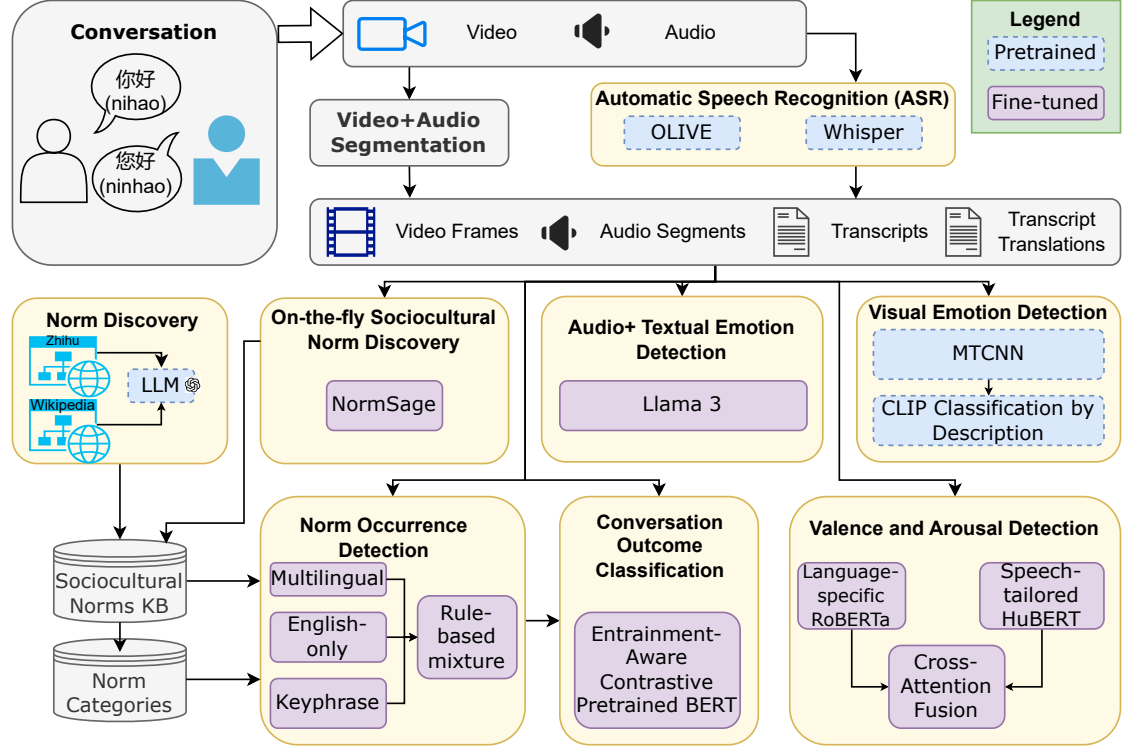 Conversation
你好
(nihao)
您好
(ninhao)
Video
Audio
Legend
Pretrained
Fine-tuned
Video+Audio
Segmentation
Automatic Speech Recognition (ASR)
OLIVE
Whisper
Video Frames
Audio Segments
Transcripts
Transcript
Translations
Norm Discovery
Zhihu
Wikipedia
LLM
On-the-fly Sociocultural
Norm Discovery
NormSage
Audio+ Textual Emotion
Detection
Llama 3
Visual Emotion Detection
MTCNN
CLIP Classification by
Description
Sociocultural
Norms KB
Norm
Categories
Norm Occurrence
Detection
Multilingual
English-
only
Keyphrase
Rule-
based
mixture
Conversation
Outcome
Classification
Entrainment-
Aware
Contrastive
Pretrained BERT
Valence and Arousal Detection
Language-
specific
RoBERTa
Speech-
tailored
HuBERT
Cross-
Attention
Fusion